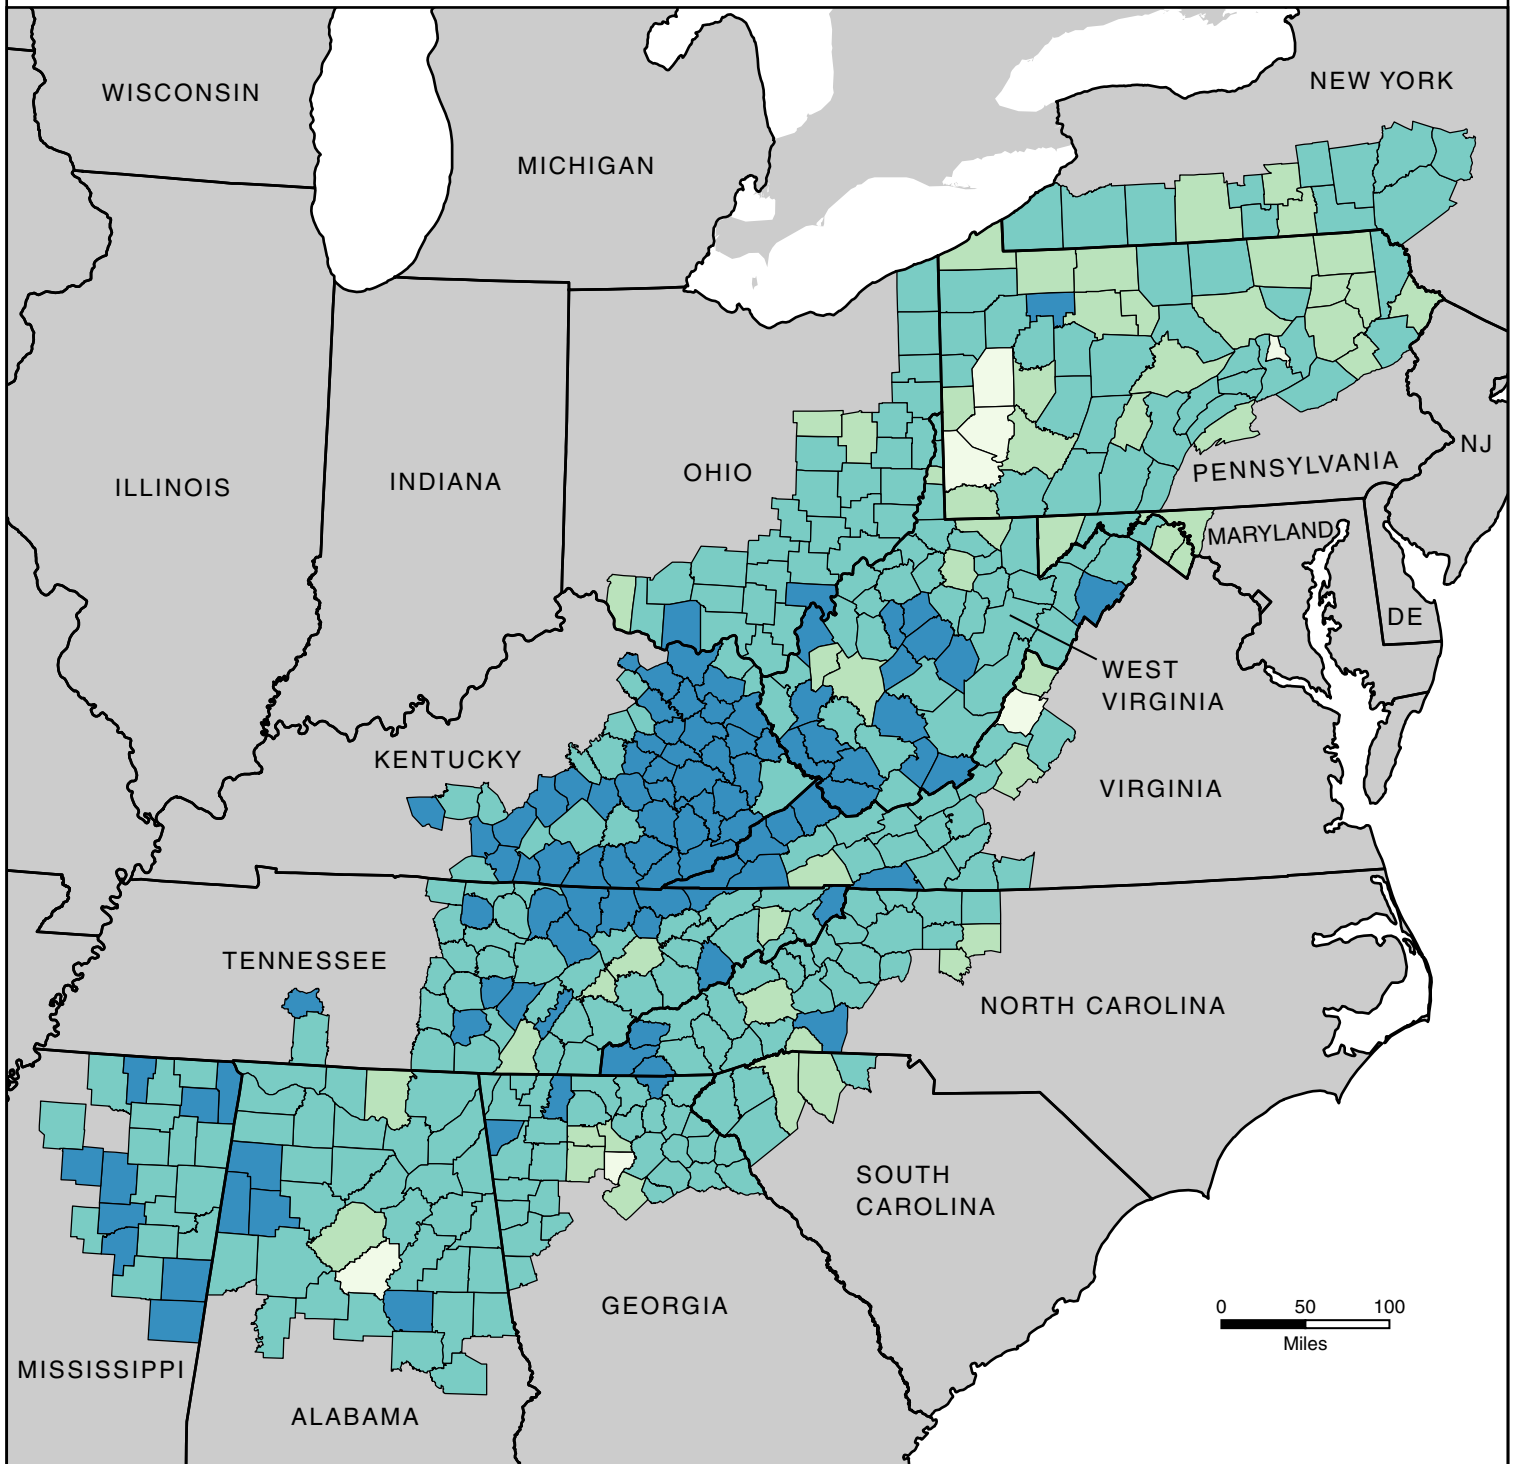 NEW YORK
WISCONSIN
MICHIGAN
NJ
PENNSYLVANIA
OHIO
INDIANA
ILLINOIS
MARYLAND
DE
WEST
VIRGINIA
KENTUCKY
VIRGINIA
TENNESSEE
NORTH CAROLINA
SOUTH
CAROLINA
GEORGIA
0 50 100
Miles
MISSISSIPPI
ALABAMA